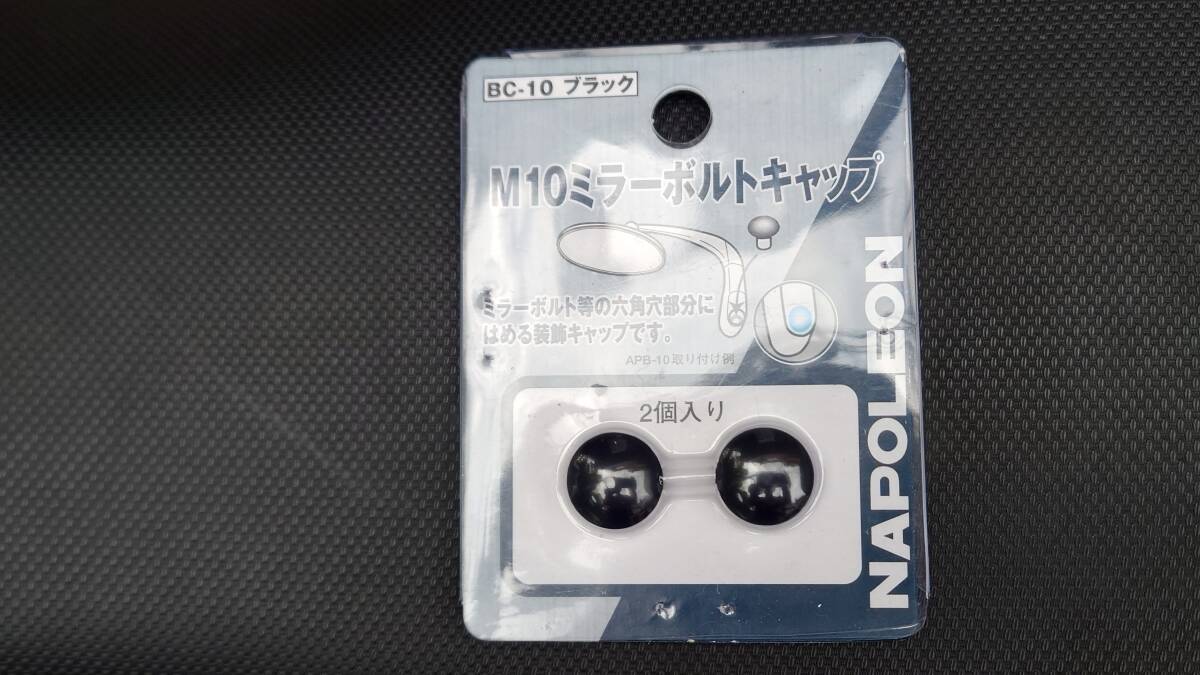 BC-10 ブラック
M10ミラーボルトキャップ
ミラーボルト等の六角穴部分に
はめる装飾キャップです。
APB-10取り付け例
2個入り
NAPOLEON